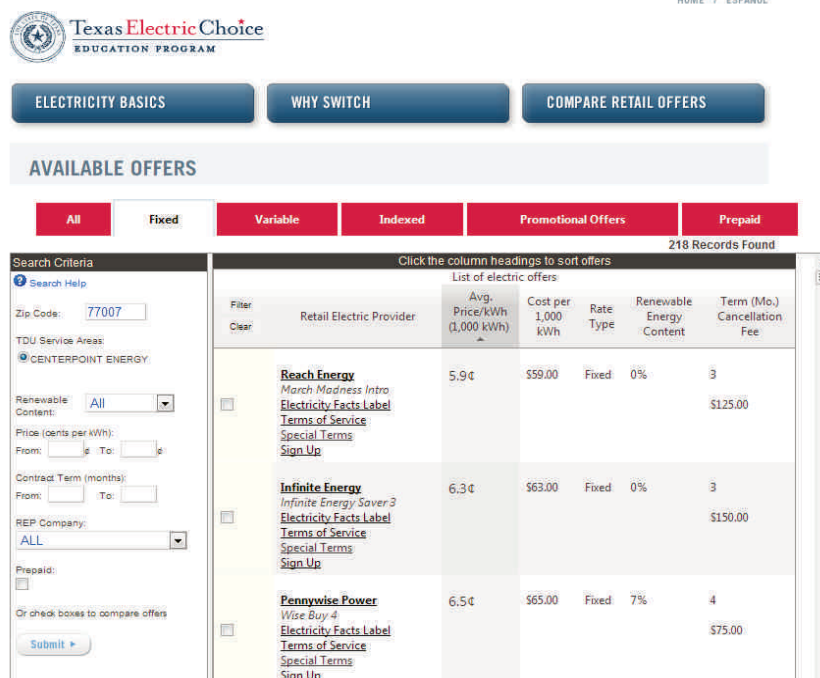 HOME / ESPAÑOL
Texas Electric Choice
EDUCATION PROGRAM
ELECTRICITY BASICS
WHY SWITCH
COMPARE RETAIL OFFERS
AVAILABLE OFFERS
All
Fixed
Variable
Indexed
Promotional Offers
Prepaid
218 Records Found
Search Criteria
Search Help
Zip Code: 77007
TDU Service Areas:
CENTERPOINT ENERGY
Renewable
Content: All
Price (cents per kWh):
From: ¢ To: ¢
Contract Term (months):
From: To:
REP Company:
ALL
Prepaid:
Or check boxes to compare offers
Submit
Click the column headings to sort offers
List of electric offers
Filter
Clear
Retail Electric Provider
Avg.
Price/kWh
(1,000 kWh)
Cost per
1,000
kWh
Rate
Type
Renewable
Energy
Content
Term (Mo.)
Cancellation
Fee
Reach Energy 5.9¢ $59.00 Fixed 0% 3
March Madness Intro
Electricity Facts Label $125.00
Terms of Service
Special Terms
Sign Up
Infinite Energy 6.3¢ $63.00 Fixed 0% 3
Infinite Energy Saver 3
Electricity Facts Label $150.00
Terms of Service
Special Terms
Sign Up
Pennywise Power 6.5¢ $65.00 Fixed 7% 4
Wise Buy 4
Electricity Facts Label $75.00
Terms of Service
Special Terms
Sign Up